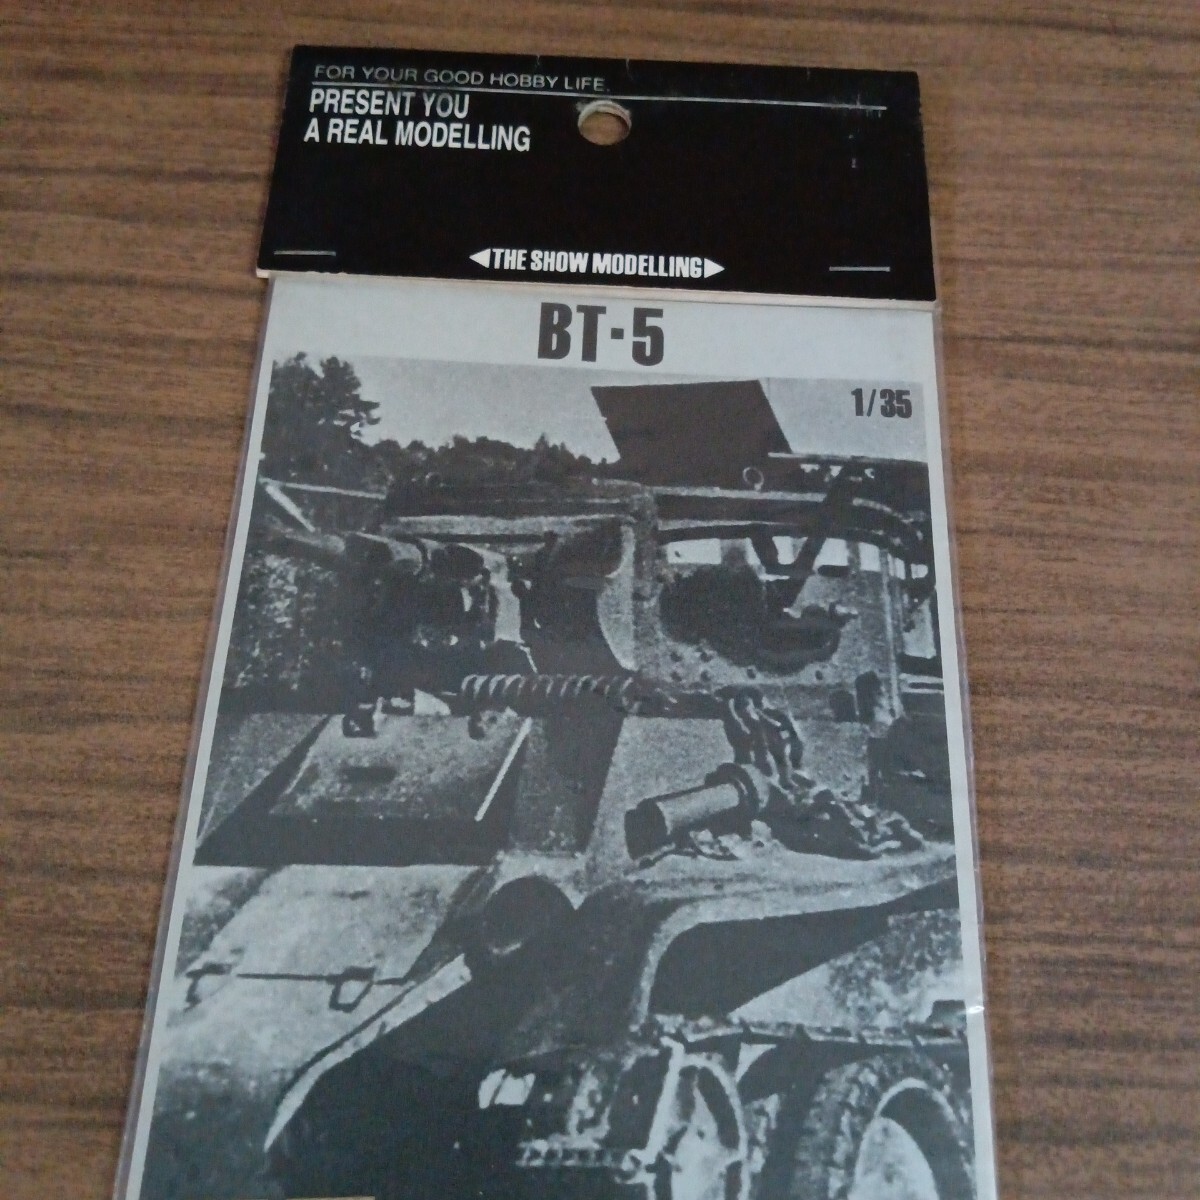 FOR YOUR GOOD HOBBY LIFE.
PRESENT YOU
A REAL MODELLING
THE SHOW MODELLING
BT-5
1/35